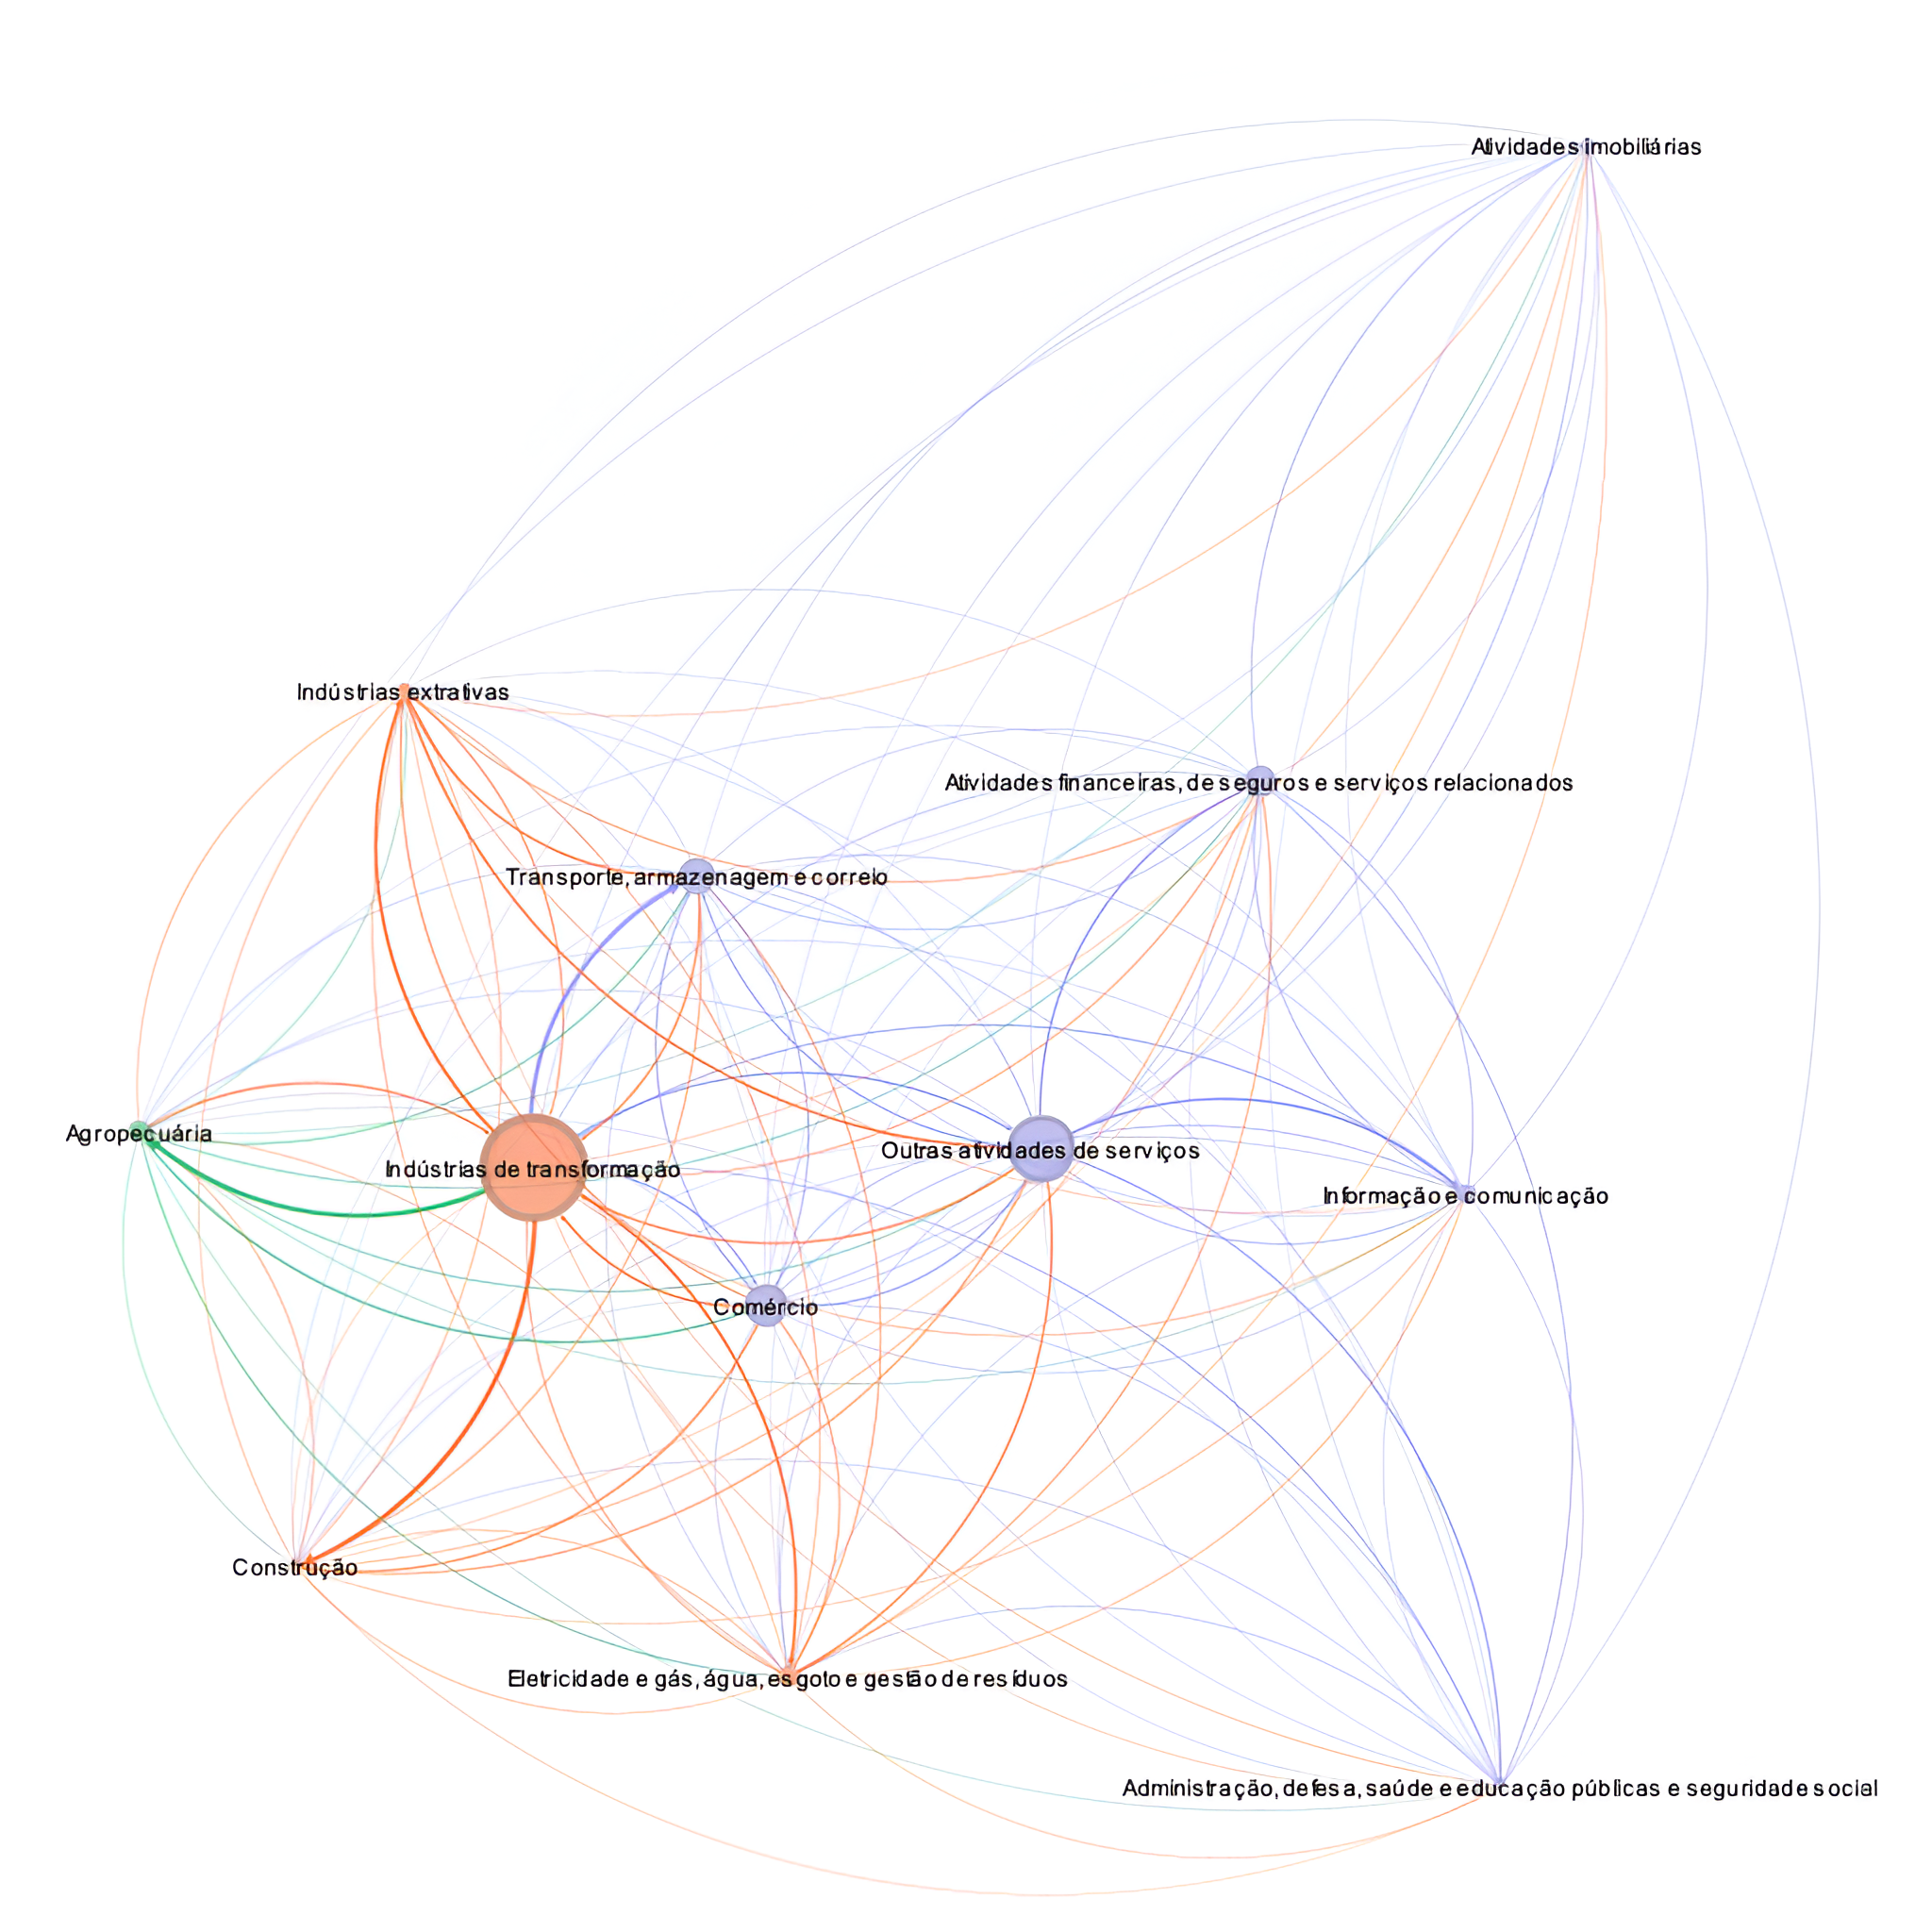 Atividades imobiliárias
Indústrias extrativas
Atividades financeiras, de seguros e serviços relacionados
Transporte, armazenagem e correio
Agropecuária
Outras atividades de serviços
Indústrias de transformação
Informação e comunicação
Comércio
Construção
Eletricidade e gás, água, esgoto e gestão de resíduos
Administração, defesa, saúde e educação públicas e seguridade social